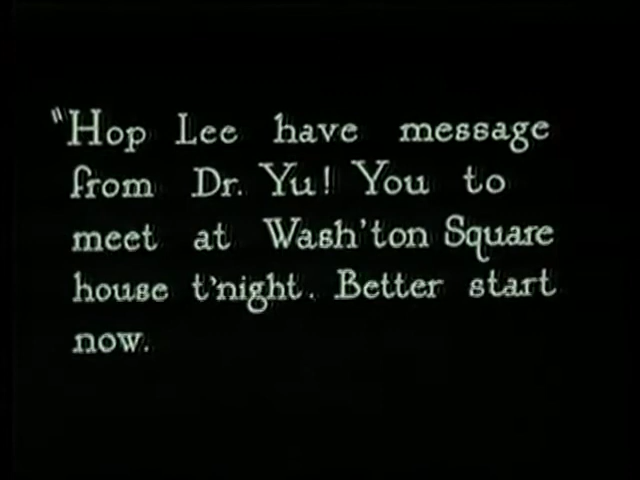 "Hop Lee have message
from Dr. Yu! You to
meet at Wash'ton Square
house t'night. Better start
now.